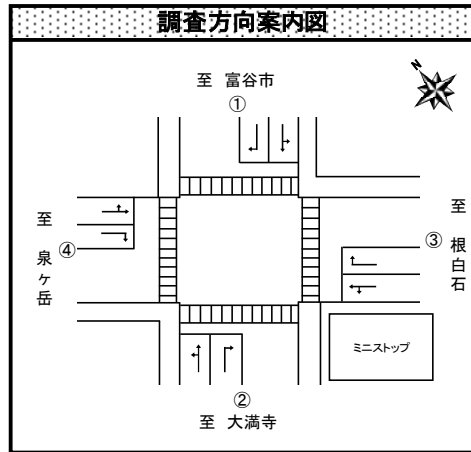 調査方向案内図
至 富谷市
①
N
至 根白石
③
至 泉ヶ岳
④
ミニストップ
②
至 大満寺